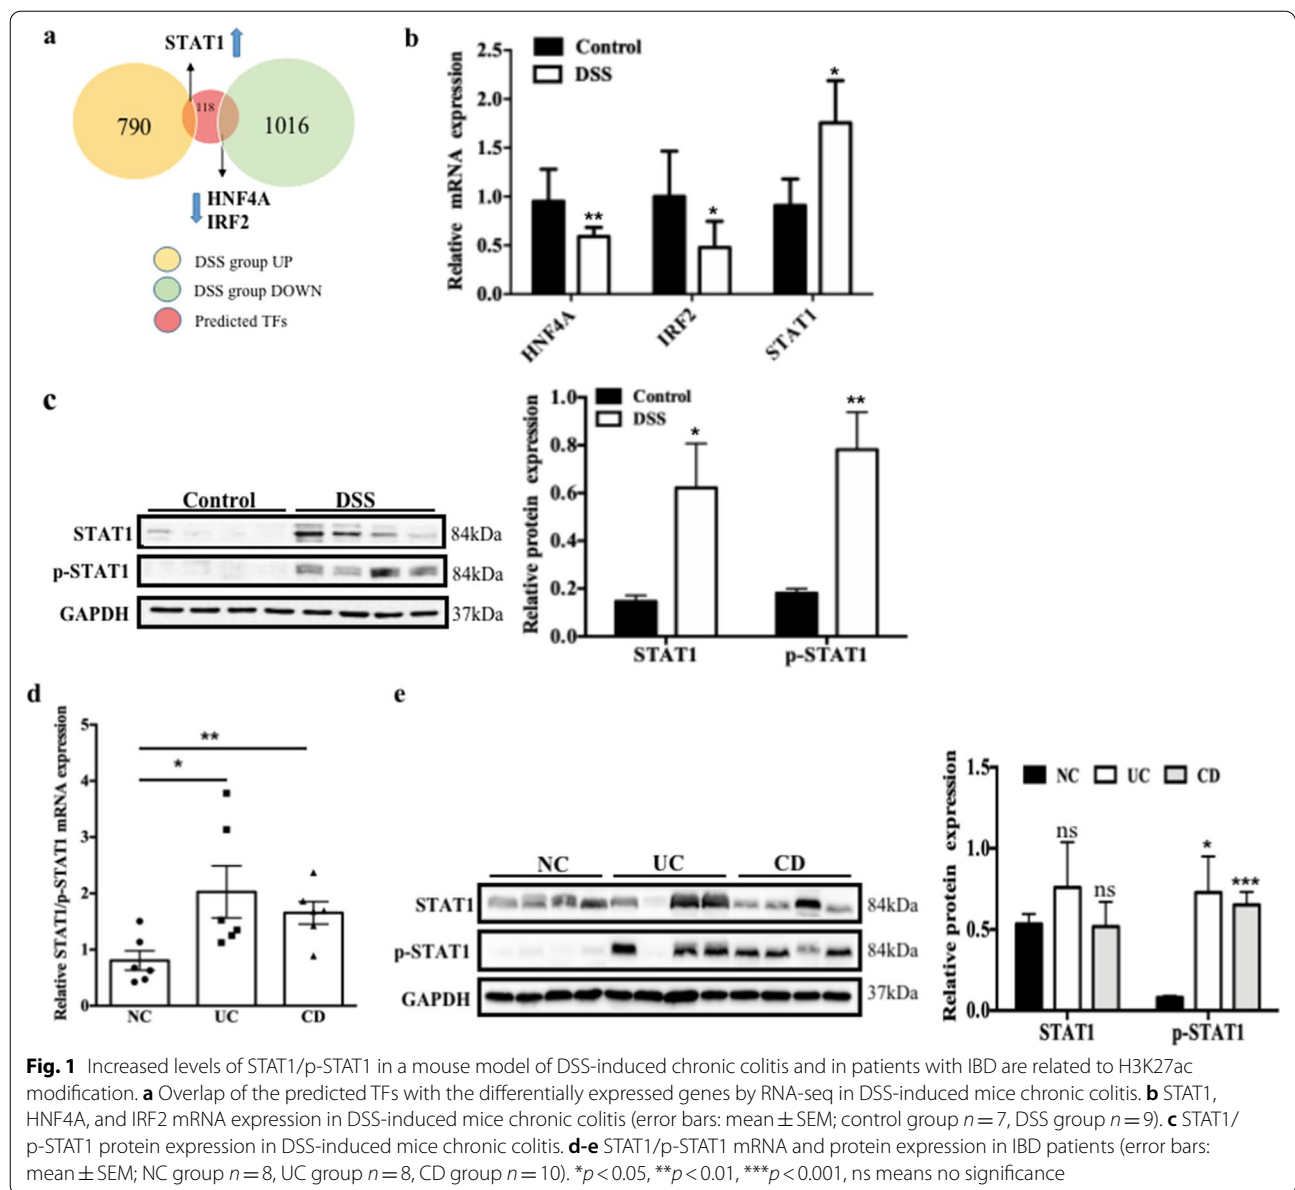 a
STAT1
790
118
1016
HNF4A
IRF2
DSS group UP
DSS group DOWN
Predicted TFs
b
Control
DSS
Relative mRNA expression
2.5
2.0
1.5
1.0
0.5
0.0
**
*
*
HNF4A
IRF2
STAT1
c
Control
DSS
STAT1
84kDa
p-STAT1
84kDa
GAPDH
37kDa
Control
DSS
Relative protein expression
1.0
0.8
0.6
0.4
0.2
0.0
*
**
STAT1
p-STAT1
d
Relative STAT1/p-STAT1 mRNA expression
5
4
3
2
1
0
**
*
NC
UC
CD
e
NC
UC
CD
STAT1
84kDa
p-STAT1
84kDa
GAPDH
37kDa
NC
UC
CD
Relative protein expression
1.5
1.0
0.5
0.0
ns
ns
*
***
STAT1
p-STAT1
Fig. 1 Increased levels of STAT1/p-STAT1 in a mouse model of DSS-induced chronic colitis and in patients with IBD are related to H3K27ac
modification. a Overlap of the predicted TFs with the differentially expressed genes by RNA-seq in DSS-induced mice chronic colitis. b STAT1,
HNF4A, and IRF2 mRNA expression in DSS-induced mice chronic colitis (error bars: mean ± SEM; control group n = 7, DSS group n = 9). c STAT1/
p-STAT1 protein expression in DSS-induced mice chronic colitis. d-e STAT1/p-STAT1 mRNA and protein expression in IBD patients (error bars:
mean ± SEM; NC group n = 8, UC group n = 8, CD group n = 10). *p < 0.05, **p < 0.01, ***p < 0.001, ns means no significance